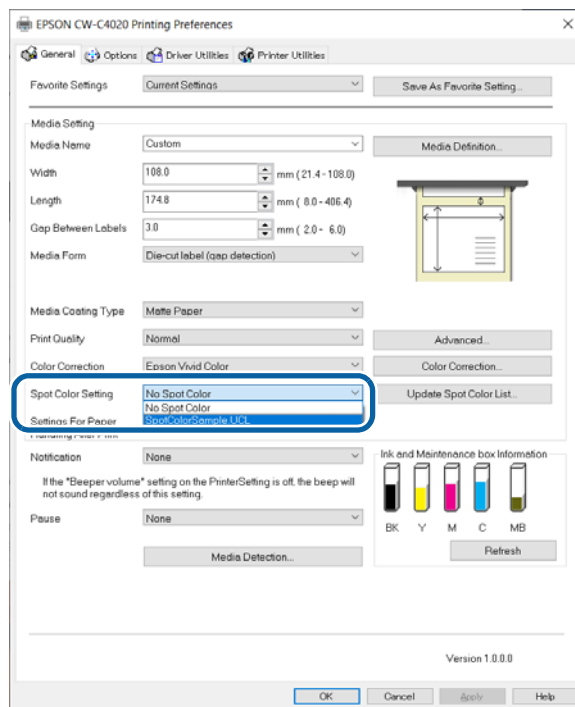 EPSON CW-C4020 Printing Preferences
General Options Driver Utilities Printer Utilities
Favorite Settings Current Settings Save As Favorite Setting...
Media Setting
Media Name Custom Media Definition...
Width 108.0 mm ( 21.4 - 108.0)
Length 174.8 mm ( 8.0 - 406.4)
Gap Between Labels 3.0 mm ( 2.0 - 6.0)
Media Form Die-cut label (gap detection)
Media Coating Type Matte Paper
Print Quality Normal Advanced...
Color Correction Epson Vivid Color Color Correction...
Spot Color Setting No Spot Color Update Spot Color List...
No Spot Color
Settings For Paper SpotColorSample UCL
Handling After Print
Notification None Ink and Maintenance box Information
If the "Beeper volume" setting on the PrinterSetting is off, the beep will
not sound regardless of this setting.
Pause None
BK Y M C MB
Refresh
Media Detection...
Version 1.0.0.0
OK Cancel Apply Help